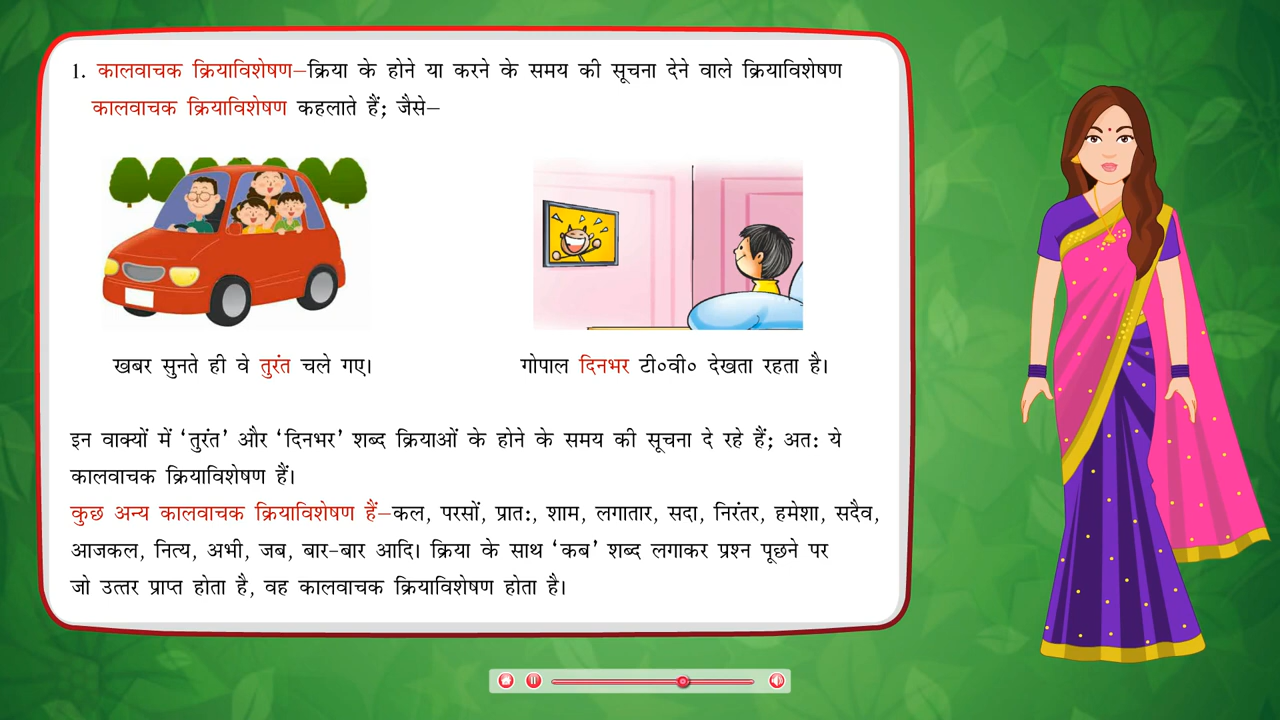 1. कालवाचक क्रियाविशेषण–क्रिया के होने या करने के समय की सूचना देने वाले क्रियाविशेषण
कालवाचक क्रियाविशेषण कहलाते हैं; जैसे–
खबर सुनते ही वे तुरंत चले गए।
गोपाल दिनभर टी०वी० देखता रहता है।
इन वाक्यों में ‘तुरंत’ और ‘दिनभर’ शब्द क्रियाओं के होने के समय की सूचना दे रहे हैं; अतः ये
कालवाचक क्रियाविशेषण हैं।
कुछ अन्य कालवाचक क्रियाविशेषण हैं–कल, परसों, प्रातः, शाम, लगातार, सदा, निरंतर, हमेशा, सदैव,
आजकल, नित्य, अभी, जब, बार-बार आदि। क्रिया के साथ ‘कब’ शब्द लगाकर प्रश्न पूछने पर
जो उत्तर प्राप्त होता है, वह कालवाचक क्रियाविशेषण होता है।